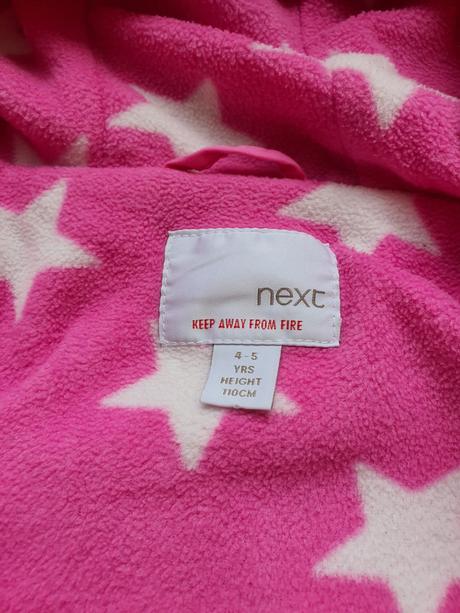 next
KEEP AWAY FROM FIRE
4-5
YRS
HEIGHT
110CM